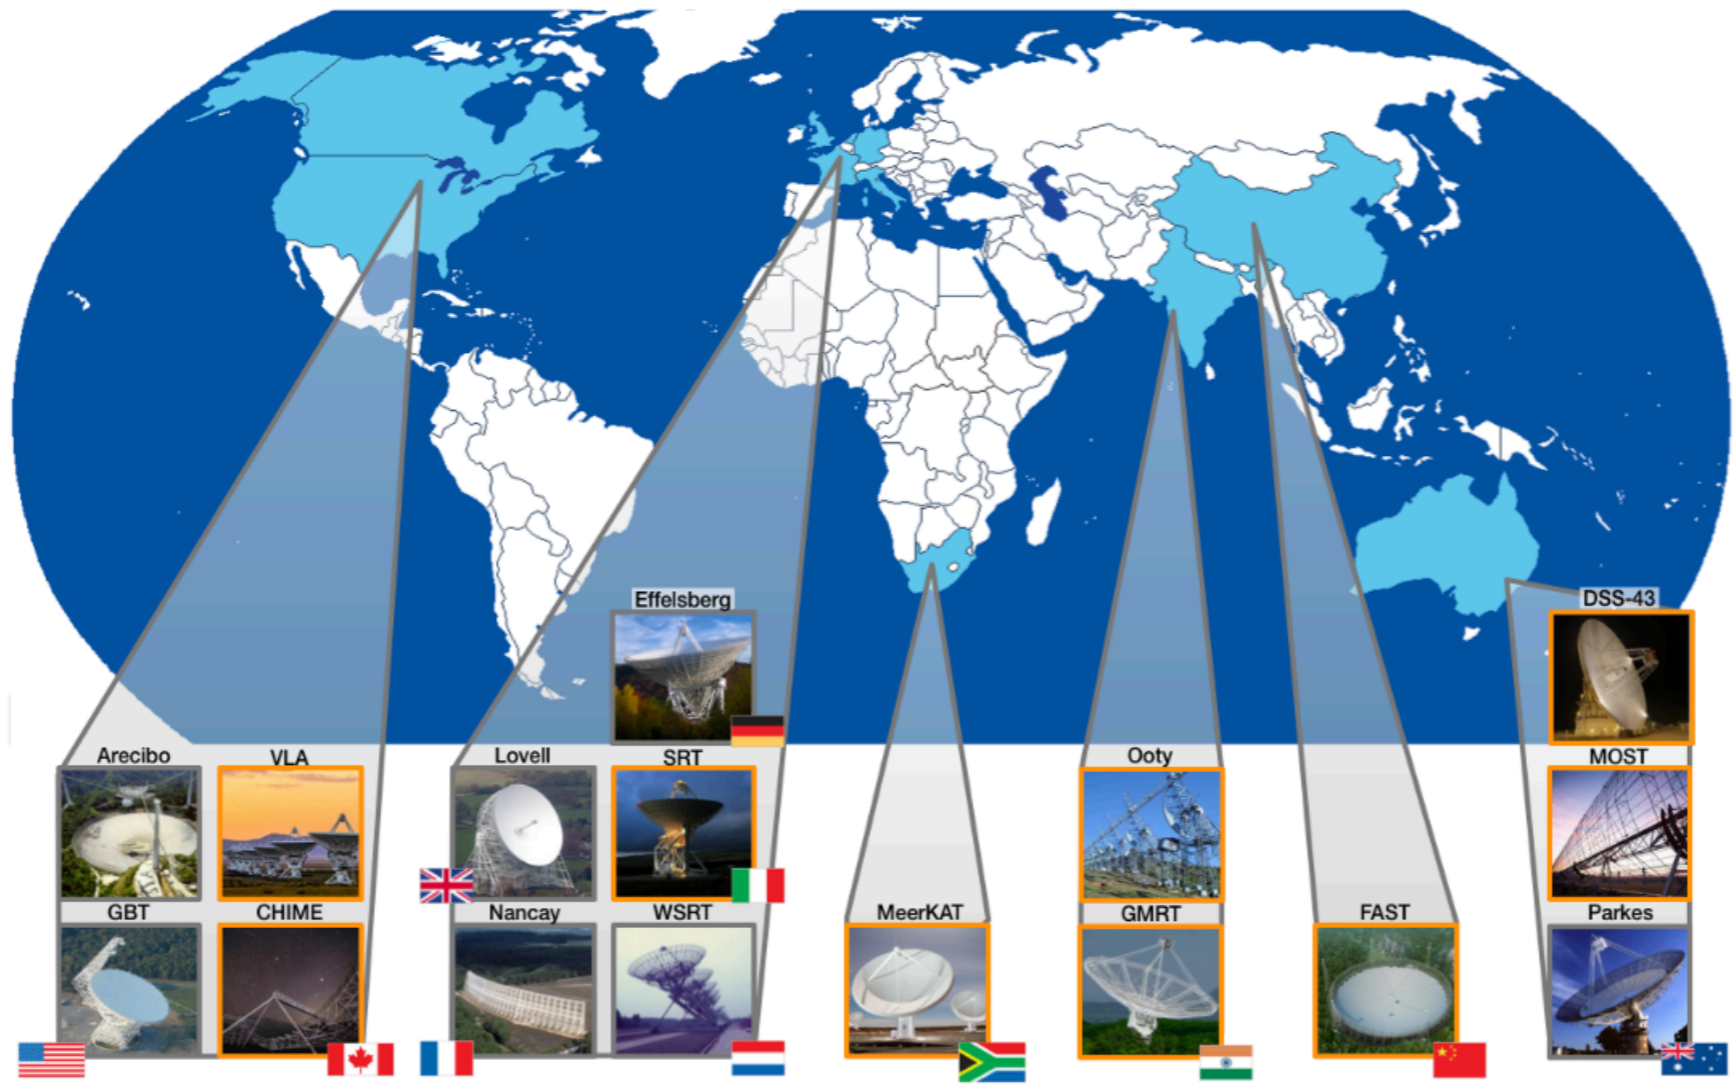 Effelsberg
DSS-43
Arecibo
VLA
Lovell
SRT
Ooty
MOST
GBT
CHIME
Nancay
WSRT
MeerKAT
GMRT
FAST
Parkes